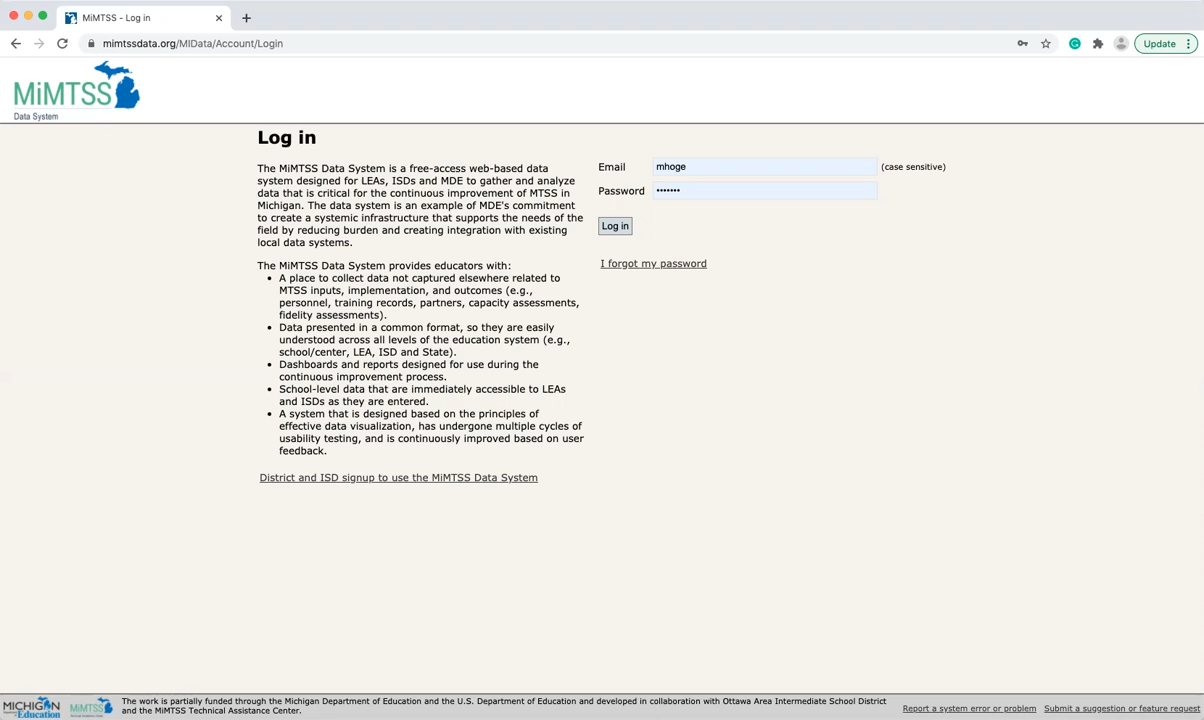 MiMTSS - Log in
mimtssdata.org/MIData/Account/Login
Update
MiMTSS
Data System
Log in
The MiMTSS Data System is a free-access web-based data
system designed for LEAs, ISDs and MDE to gather and analyze
data that is critical for the continuous improvement of MTSS in
Michigan. The data system is an example of MDE's commitment
to create a systemic infrastructure that supports the needs of the
field by reducing burden and creating integration with existing
local data systems.
The MiMTSS Data System provides educators with:
• A place to collect data not captured elsewhere related to
MTSS inputs, implementation, and outcomes (e.g.,
personnel, training records, partners, capacity assessments,
fidelity assessments).
• Data presented in a common format, so they are easily
understood across all levels of the education system (e.g.,
school/center, LEA, ISD and State).
• Dashboards and reports designed for use during the
continuous improvement process.
• School-level data that are immediately accessible to LEAs
and ISDs as they are entered.
• A system that is designed based on the principles of
effective data visualization, has undergone multiple cycles of
usability testing, and is continuously improved based on user
feedback.
District and ISD signup to use the MiMTSS Data System
Email mhoge (case sensitive)
Password •••••••
Log in
I forgot my password
MICHIGAN
Education
MiMTSS
The work is partially funded through the Michigan Department of Education and the U.S. Department of Education and developed in collaboration with Ottawa Area Intermediate School District
and the MiMTSS Technical Assistance Center.
Report a system error or problem
Submit a suggestion or feature request